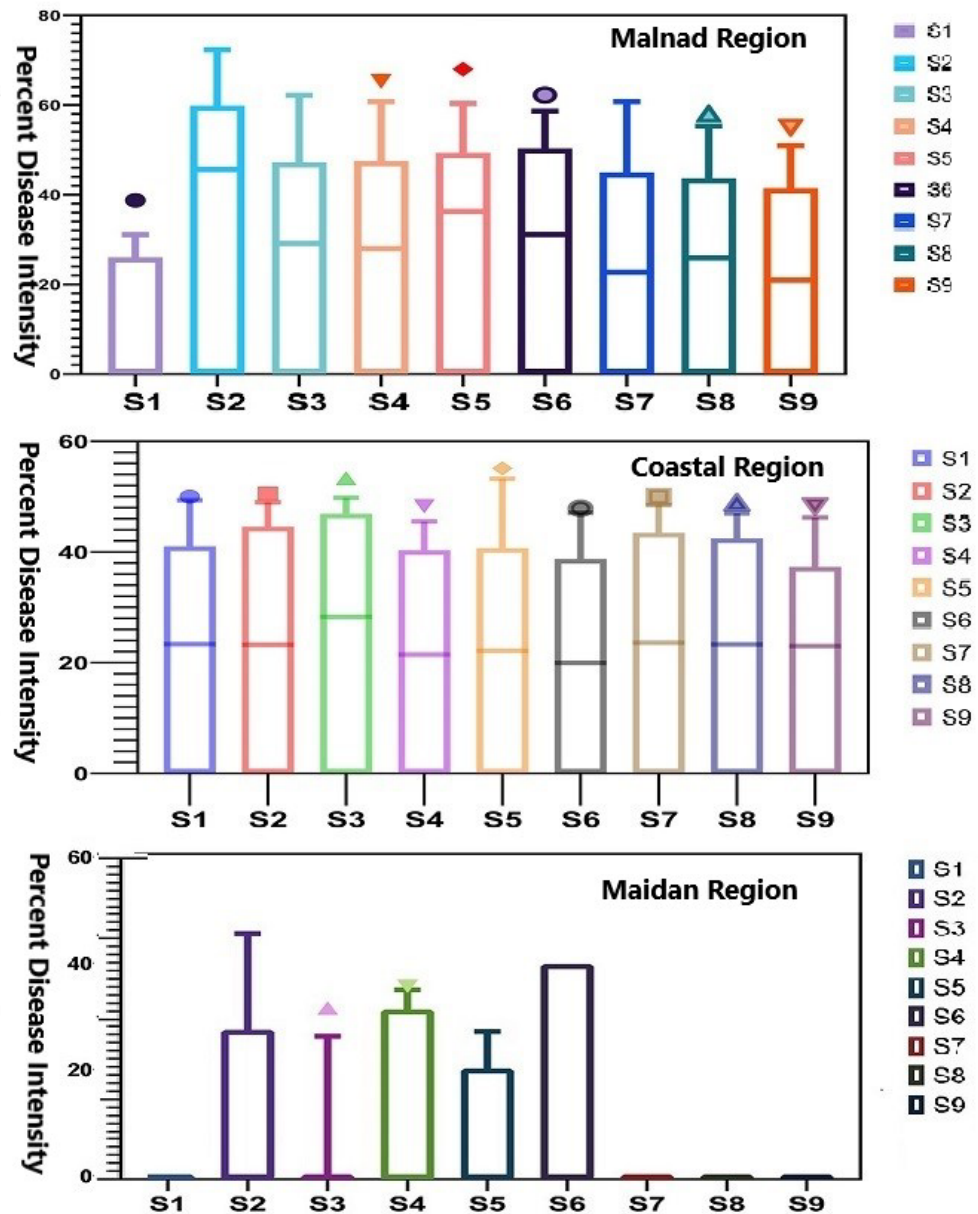 Percent Disease Intensity
Malnad Region
80
60
40
20
0
S1 S2 S3 S4 S5 S6 S7 S8 S9
S1
S2
S3
S4
S5
36
S7
S8
S9
Percent Disease Intensity
Coastal Region
60
40
20
0
S1 S2 S3 S4 S5 S6 S7 S8 S9
S1
S2
S3
S4
S5
S6
S7
S8
S9
Percent Disease Intensity
Maidan Region
60
40
20
0
S1 S2 S3 S4 S5 S6 S7 S8 S9
S1
S2
S3
S4
S5
S6
S7
S8
S9